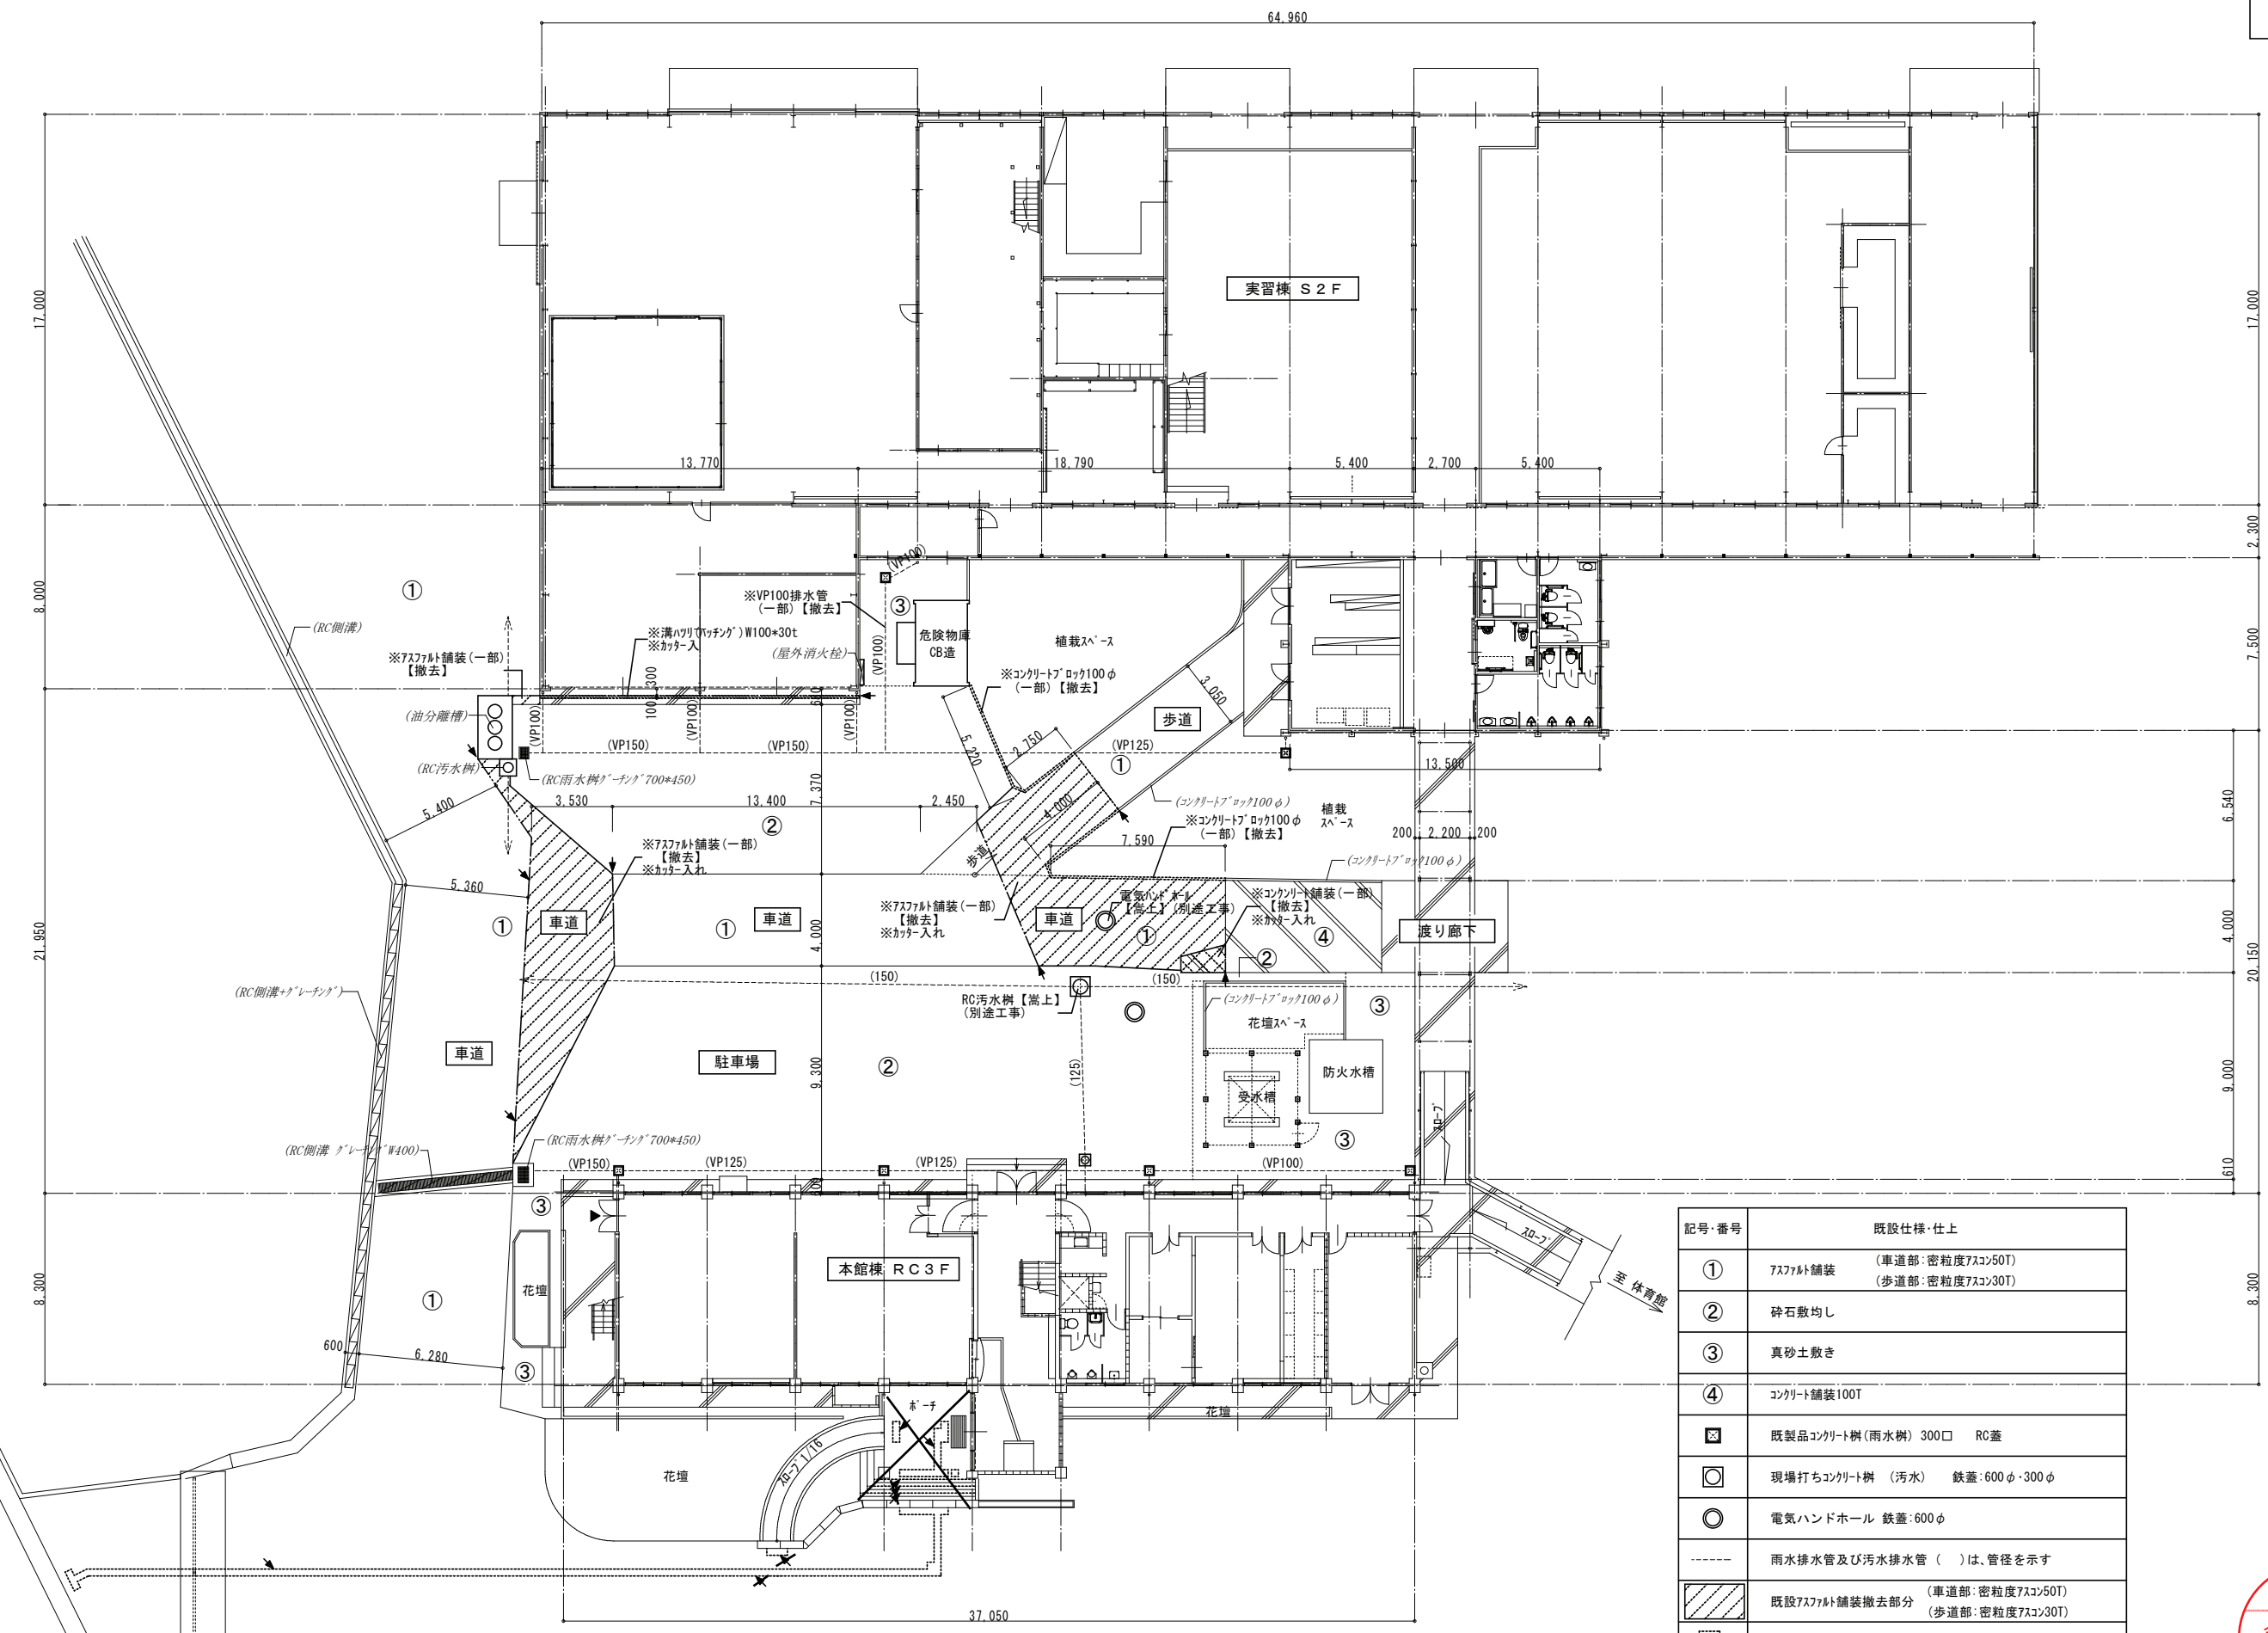 64,960
17,000
17,000
実習棟 S2F
13,770
18,790
5,400
2,700
5,400
2,300
8,000
7,500
①
(RC側溝)
※VP100排水管
(一部)【撤去】
(VP100)
③
危険物庫
CB造
植栽スペース
※溝ハツリ(パッチング)W100*30t
※カッター入
(屋外消火栓)
(VP100)
※アスファルト舗装(一部)
【撤去】
※コンクリートブロック100φ
(一部)【撤去】
300
100
3,050
歩道
(油分離槽)
(VP100)
(VP100)
(VP100)
5,220
2,750
(VP150)
(VP150)
(VP125)
①
(RC汚水桝)
(RC雨水桝グレーチング700*450)
13,500
5,400
3,530
13,400
7,370
2,450
4,000
(コンクリートブロック100φ)
植栽
スペース
6,540
②
※コンクリートブロック100φ
(一部)【撤去】
200
2,200
200
※アスファルト舗装(一部)
【撤去】
※カッター入れ
7,590
歩道
(コンクリートブロック100φ)
5,360
電気ハンドホール
【嵩上】(別途工事)
※コンクンリート舗装(一部)
【撤去】
※カッター入れ
※アスファルト舗装(一部)
【撤去】
※カッター入れ
①
車道
①
車道
4,000
車道
①
④
渡り廊下
4,000
21,950
20,150
②
(RC側溝+グレーチング)
(150)
(150)
RC汚水桝【嵩上】
(別途工事)
(コンクリートブロック100φ)
③
花壇スペース
車道
駐車場
②
9,300
(125)
防火水槽
受水槽
9,000
スロープ
③
(RC側溝 グレーチングW400)
(RC雨水桝グレーチング700*450)
(VP150)
(VP125)
(VP125)
(VP100)
610
③
本館棟 RC3F
スロープ
至 体育館
8,300
8,300
花壇
①
600
6,280
③
ポーチ
花壇
花壇
スロープ 1/16
37,050
記号・番号 既設仕様・仕上
① アスファルト舗装 (車道部:密粒度アスコン50T)
(歩道部:密粒度アスコン30T)
② 砕石敷均し
③ 真砂土敷き
④ コンクリート舗装100T
既製品コンクリート桝(雨水桝) 300□ RC蓋
現場打ちコンクリート桝 (汚水) 鉄蓋:600φ・300φ
電気ハンドホール 鉄蓋:600φ
雨水排水管及び汚水排水管 ( )は、管径を示す
既設アスファルト舗装撤去部分 (車道部:密粒度アスコン50T)
(歩道部:密粒度アスコン30T)